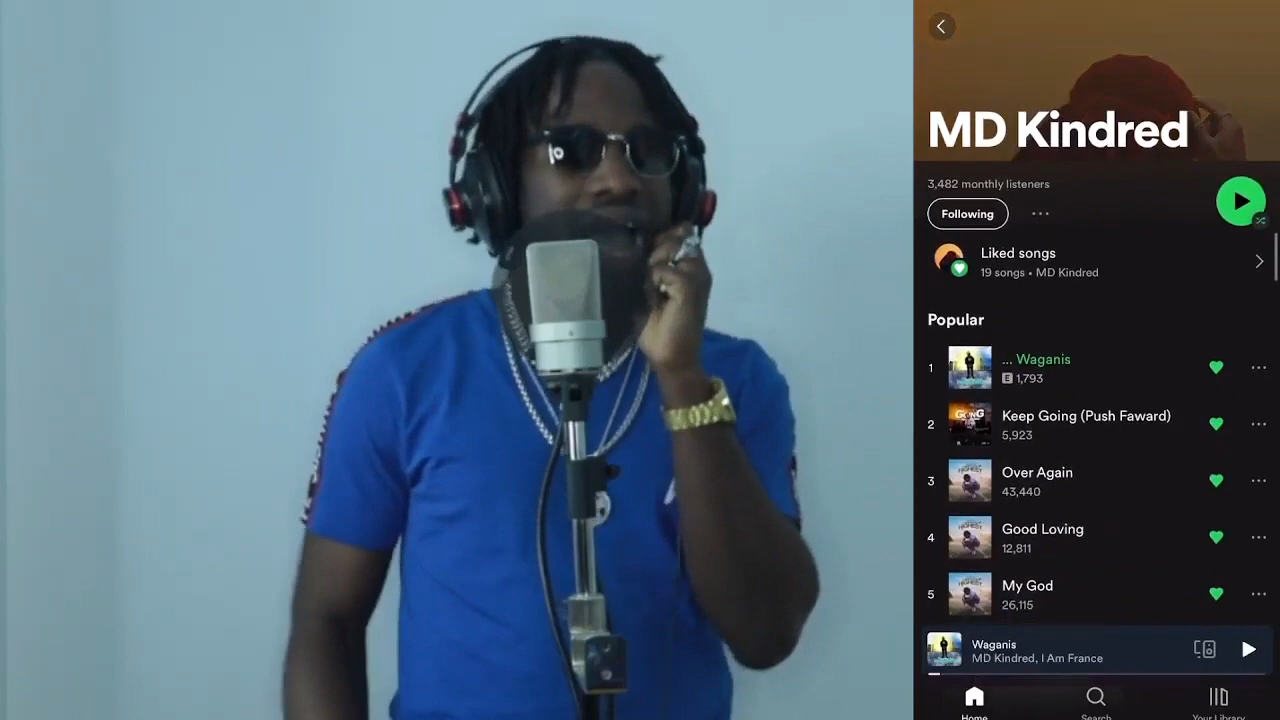 MD Kindred
3,482 monthly listeners
Following
Liked songs
19 songs • MD Kindred
Popular
1
... Waganis
E 1,793
2
Keep Going (Push Faward)
5,923
3
Over Again
43,440
4
Good Loving
12,811
5
My God
26,115
Waganis
MD Kindred, I Am France
Home
Search
Your Library